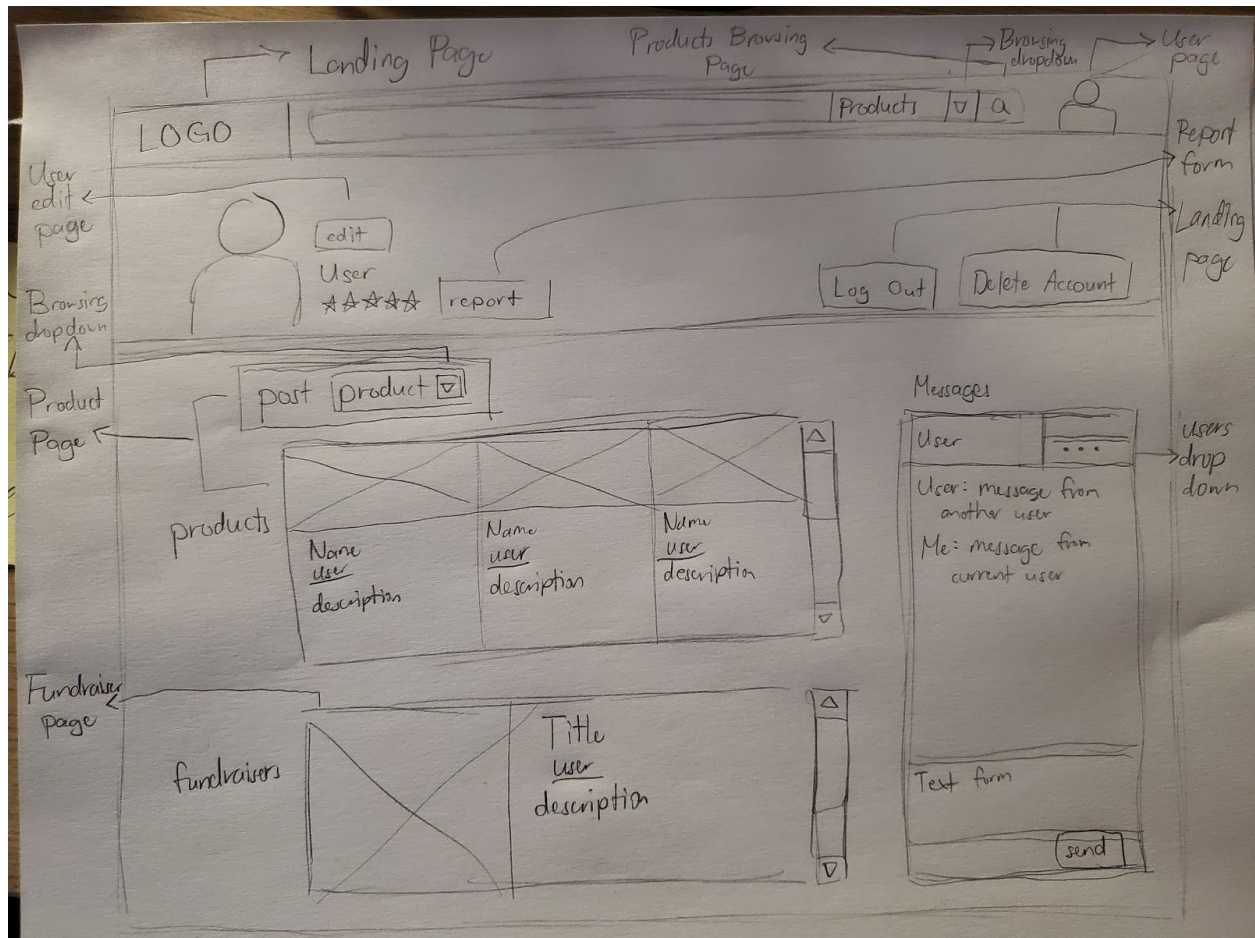 Landing Page
Products Browsing
Page
Browsing
dropdown
User
page
LOGO
Products
Report
form
User
edit
page
edit
User
report
Log Out
Delete Account
Landing
page
Browsing
dropdown
post product
Product
Page
products
Name
user
description
Name
user
description
Name
user
description
Messages
User
...
User: message from
another user
Me: message from
current user
users
drop
down
Fundraiser
page
fundraisers
Title
user
description
Text form
send